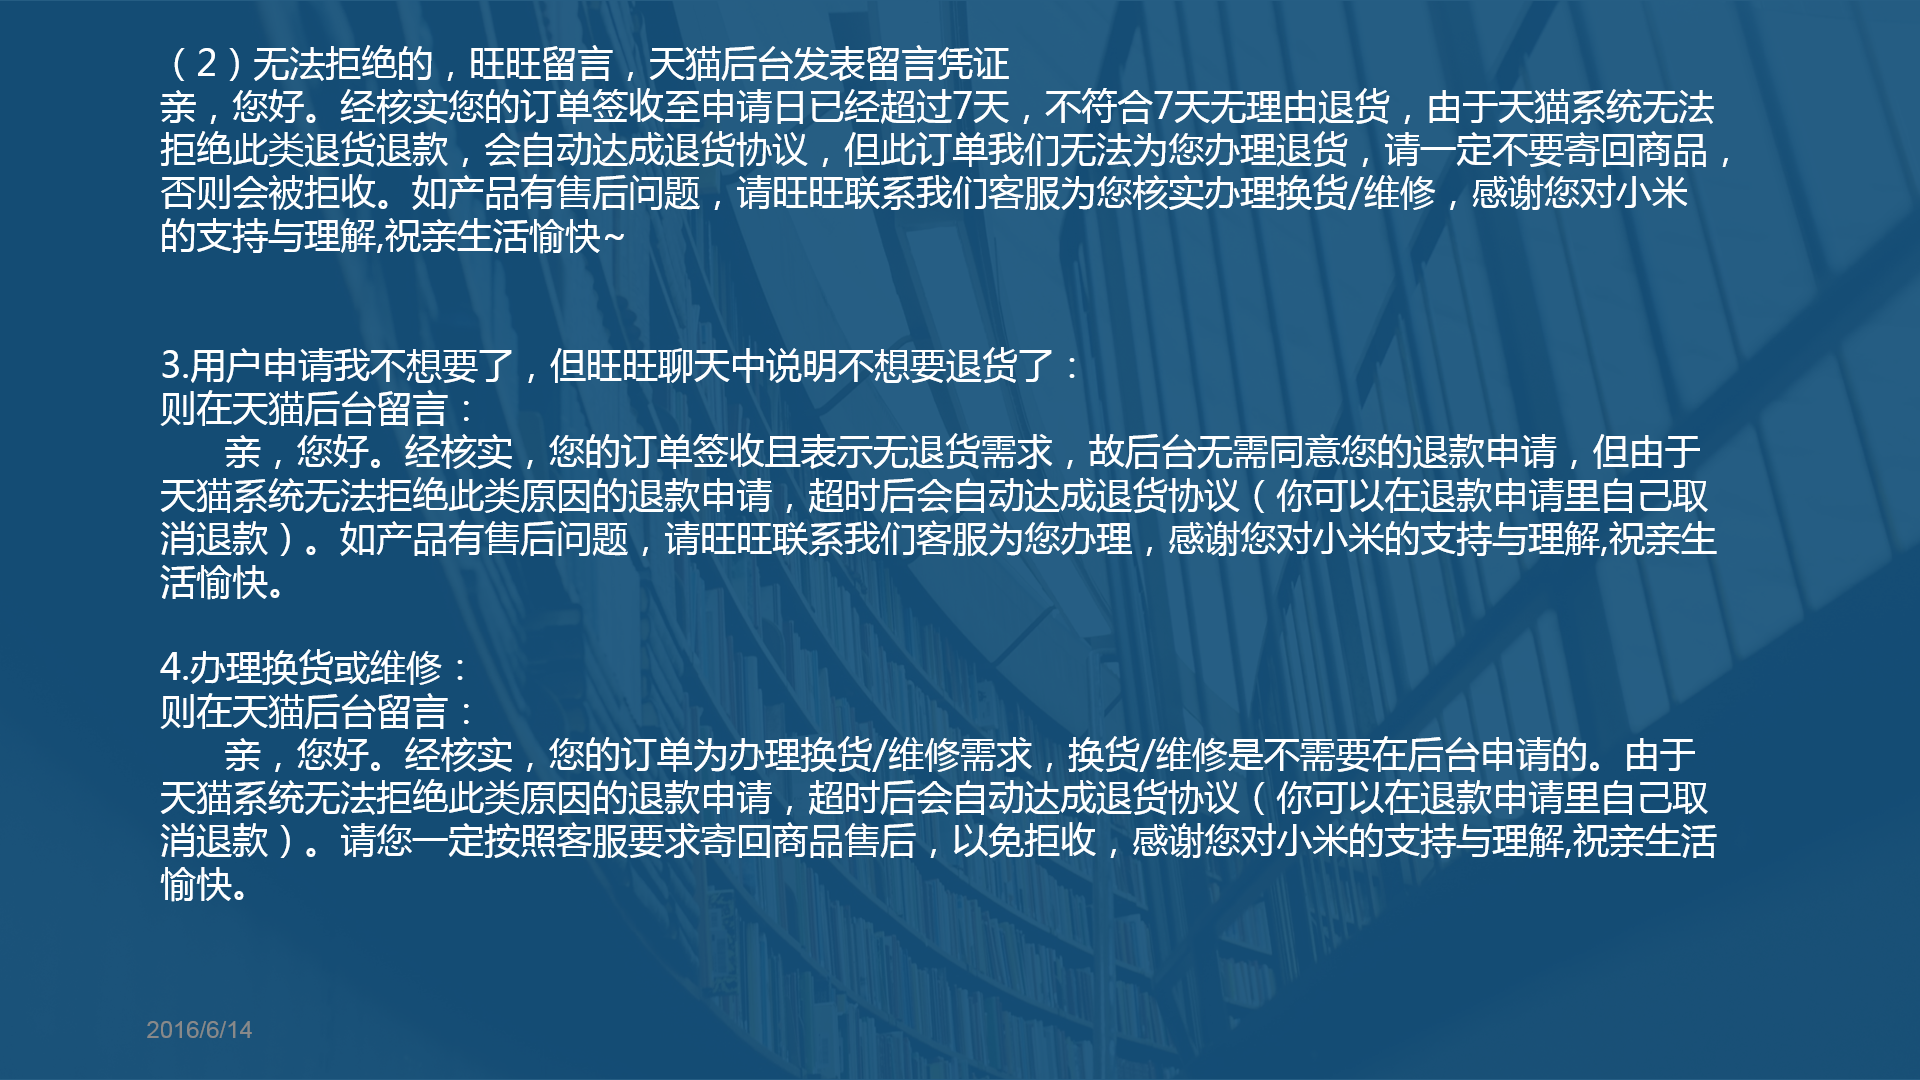 （2）无法拒绝的，旺旺留言，天猫后台发表留言凭证
亲，您好。经核实您的订单签收至申请日已经超过7天，不符合7天无理由退货，由于天猫系统无法
拒绝此类退货退款，会自动达成退货协议，但此订单我们无法为您办理退货，请一定不要寄回商品，
否则会被拒收。如产品有售后问题，请旺旺联系我们客服为您核实办理换货/维修，感谢您对小米
的支持与理解,祝亲生活愉快~
3.用户申请我不想要了，但旺旺聊天中说明不想要退货了：
则在天猫后台留言：
亲，您好。经核实，您的订单签收且表示无退货需求，故后台无需同意您的退款申请，但由于
天猫系统无法拒绝此类原因的退款申请，超时后会自动达成退货协议（你可以在退款申请里自己取
消退款）。如产品有售后问题，请旺旺联系我们客服为您办理，感谢您对小米的支持与理解,祝亲生
活愉快。
4.办理换货或维修：
则在天猫后台留言：
亲，您好。经核实，您的订单为办理换货/维修需求，换货/维修是不需要在后台申请的。由于
天猫系统无法拒绝此类原因的退款申请，超时后会自动达成退货协议（你可以在退款申请里自己取
消退款）。请您一定按照客服要求寄回商品售后，以免拒收，感谢您对小米的支持与理解,祝亲生活
愉快。
2016/6/14